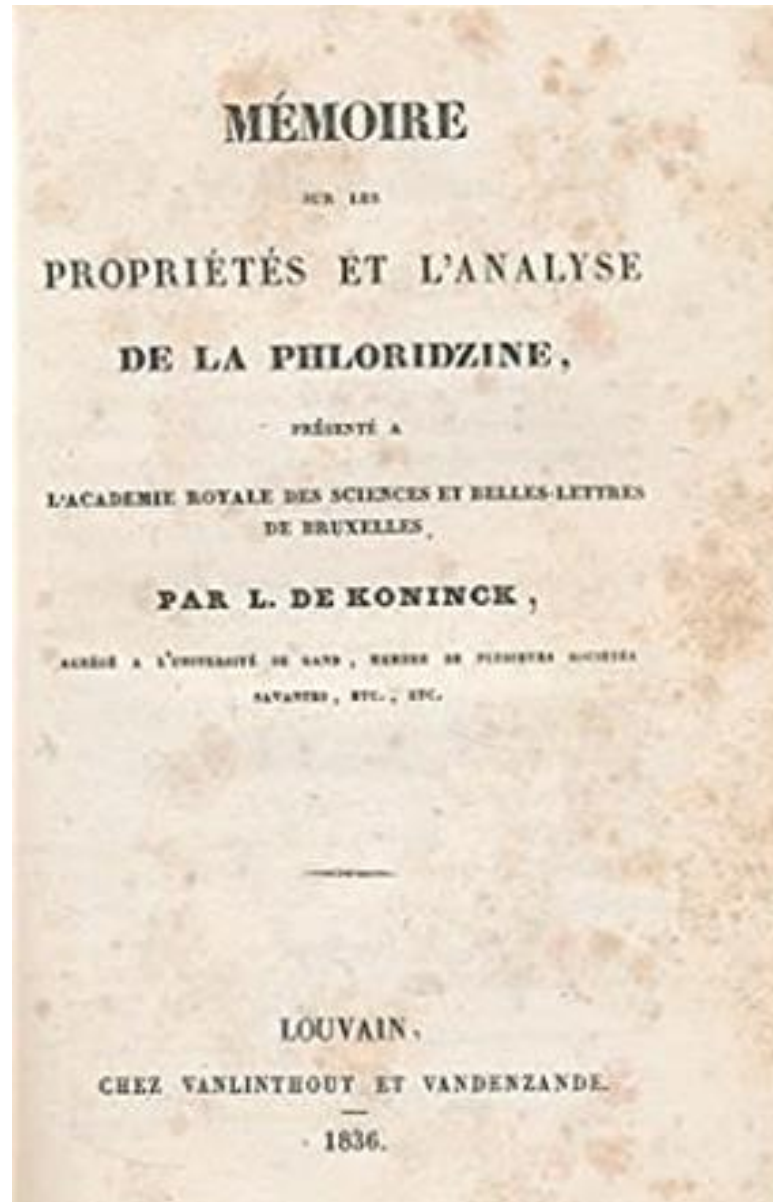 MÉMOIRE
SUR LES
PROPRIÉTÉS ET L'ANALYSE
DE LA PHLORIDZINE,
PRÉSENTÉ A
L'ACADEMIE ROYALE DES SCIENCES ET BELLES-LETTRES
DE BRUXELLES,
PAR L. DE KONINCK,
AGRÉGÉ A L'UNIVERSITÉ DE GAND, MEMBRE DE PLUSIEURS SOCIÉTÉS
SAVANTES, ETC., ETC.
LOUVAIN,
CHEZ VANLINTHOUT ET VANDENZANDE.
1836.